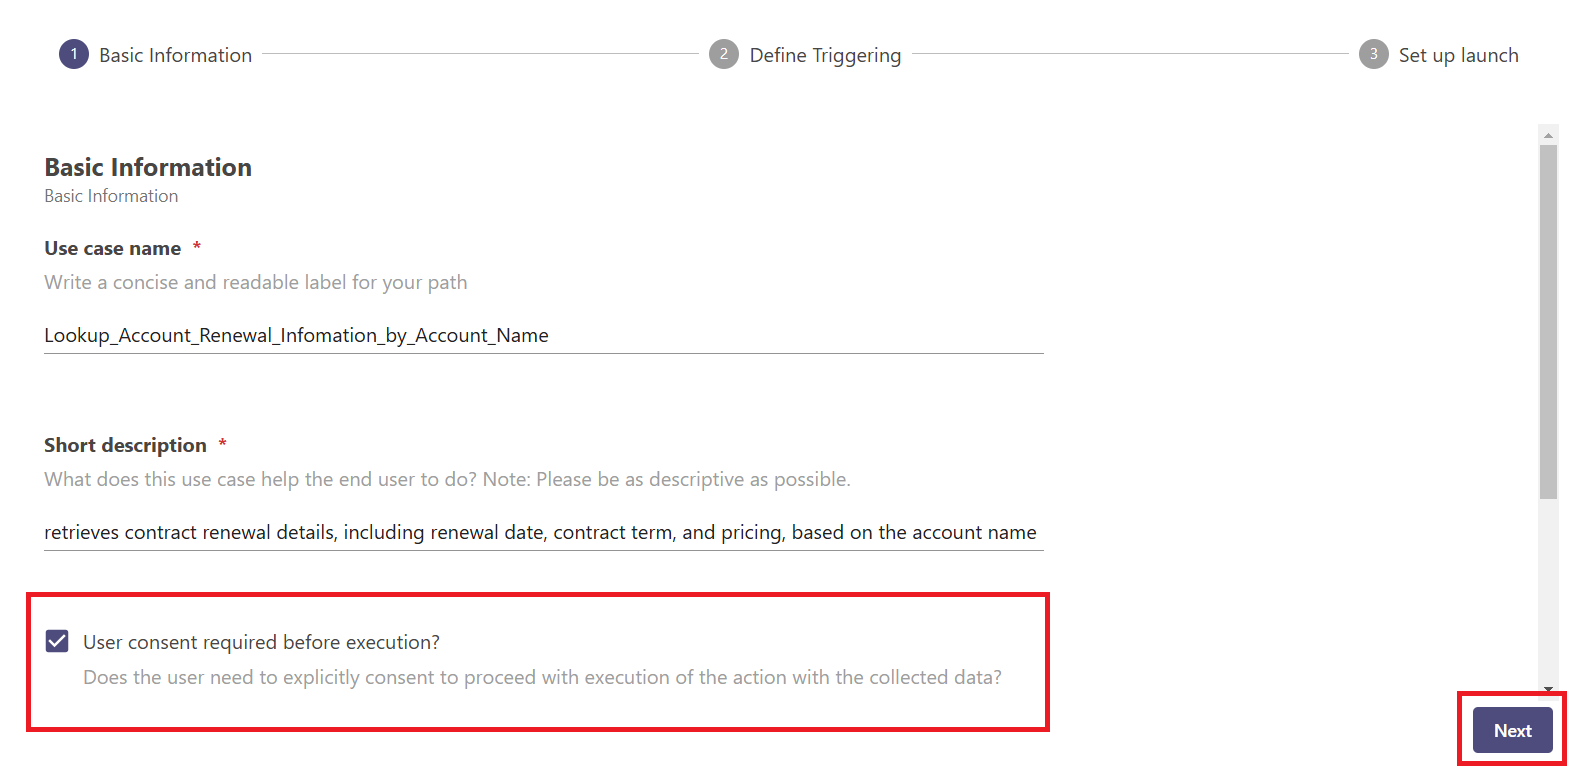 1 Basic Information 2 Define Triggering 3 Set up launch
Basic Information
Basic Information
Use case name *
Write a concise and readable label for your path
Lookup_Account_Renewal_Infomation_by_Account_Name
Short description *
What does this use case help the end user to do? Note: Please be as descriptive as possible.
retrieves contract renewal details, including renewal date, contract term, and pricing, based on the account name
User consent required before execution?
Does the user need to explicitly consent to proceed with execution of the action with the collected data?
Next